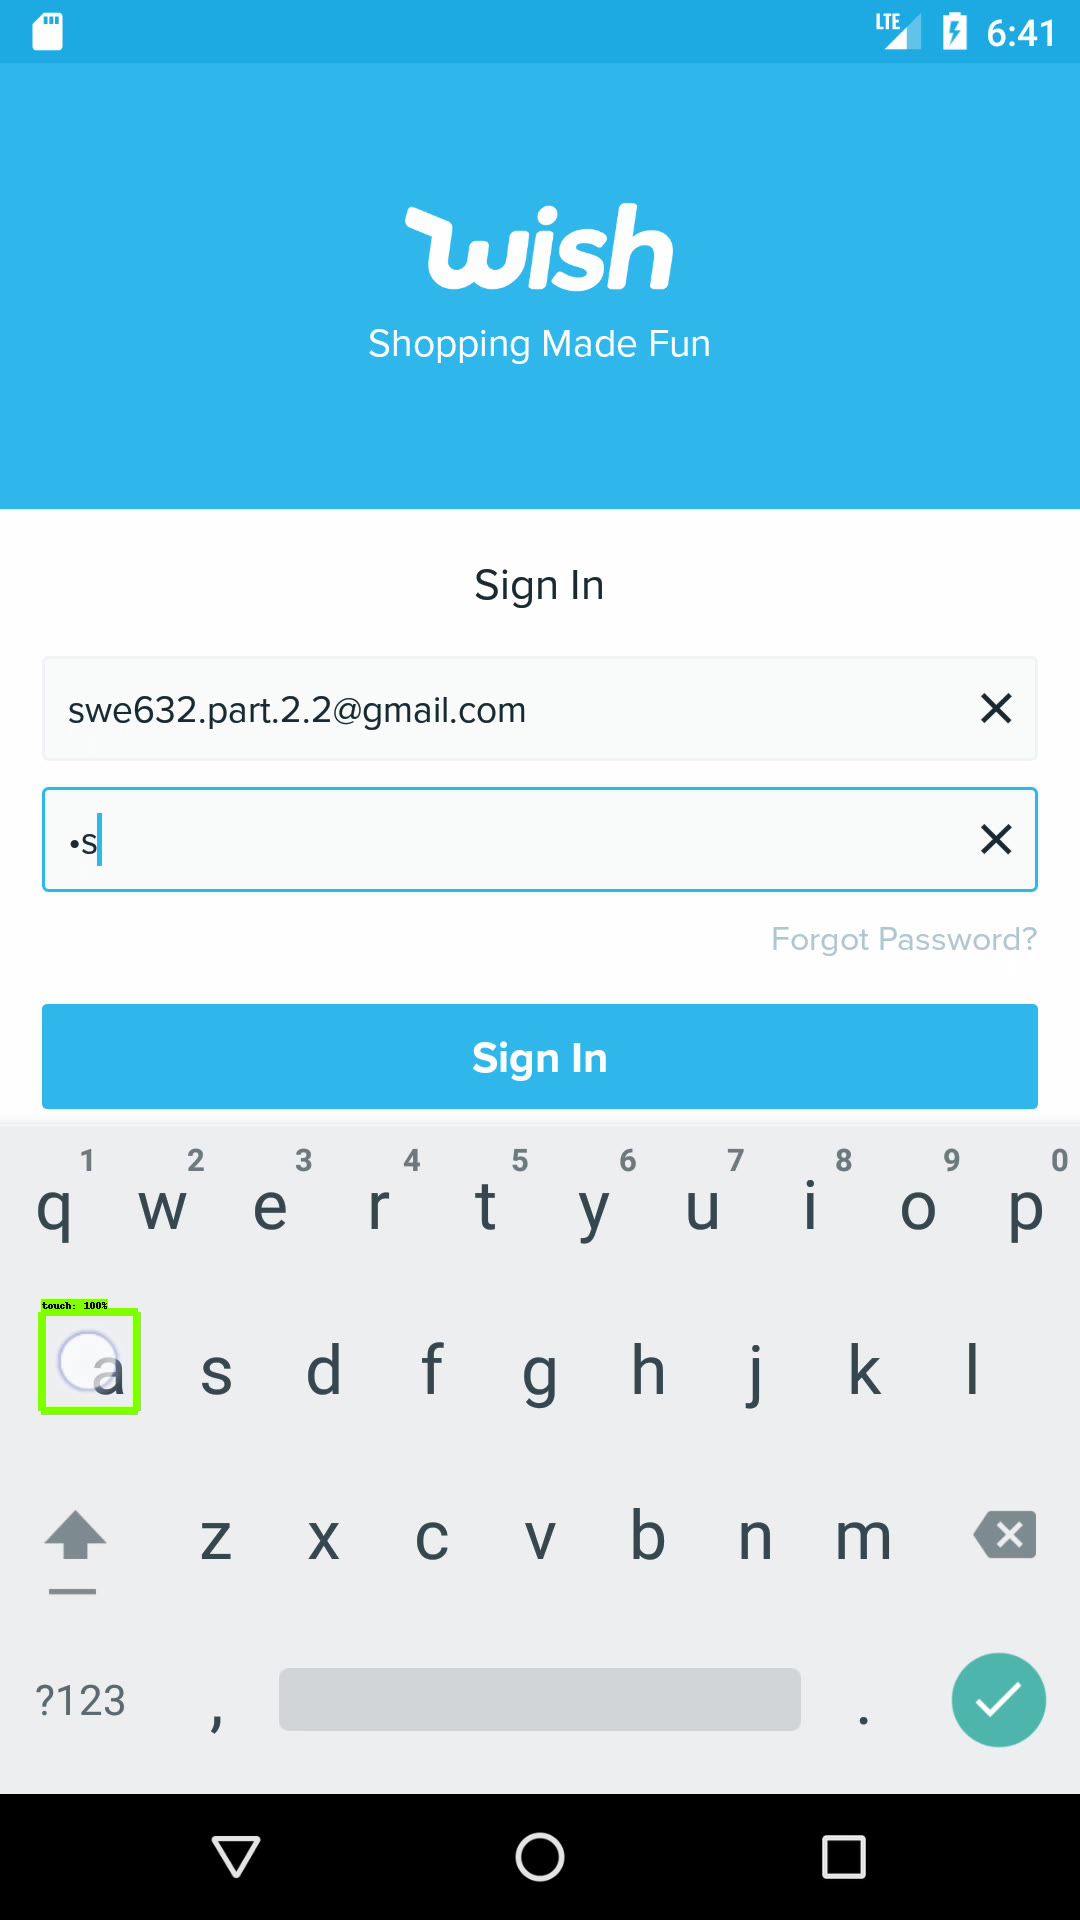 LTE 6:41
wish
Shopping Made Fun
Sign In
swe632.part.2.2@gmail.com
•s
Forgot Password?
Sign In
1 2 3 4 5 6 7 8 9 0
q w e r t y u i o p
touch: 100%
a s d f g h j k l
z x c v b n m
?123 , .